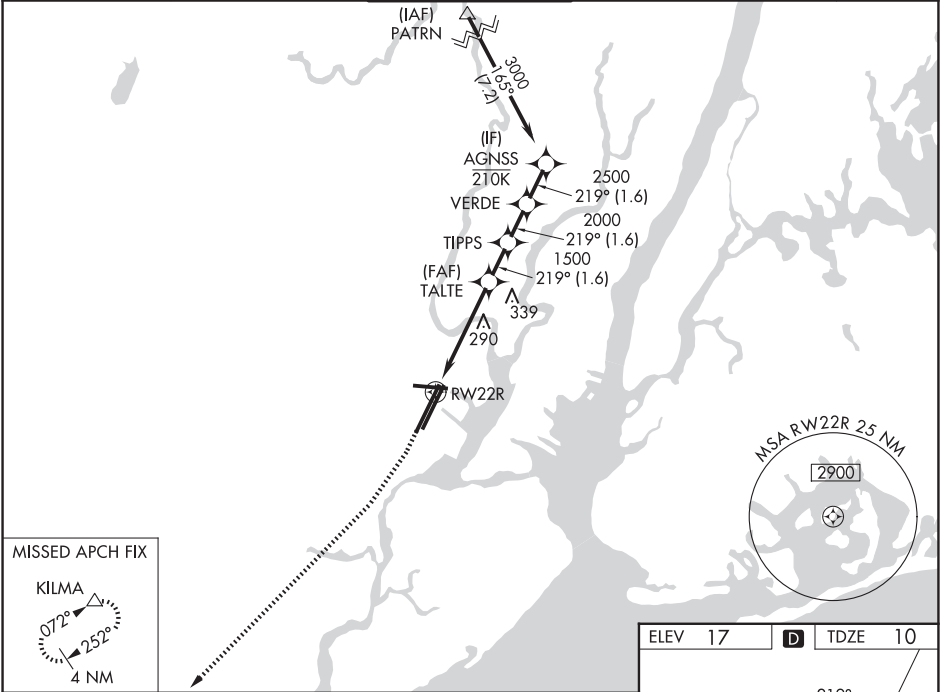 (IAF)
PATRN
3000
165°
(7.2)
(IF)
AGNSS
210K
2500
219° (1.6)
VERDE
2000
219° (1.6)
TIPPS
1500
219° (1.6)
(FAF)
TALTE
339
290
RW22R
MSA RW22R 25 NM
2900
MISSED APCH FIX
KILMA
072°
252°
4 NM
ELEV 17 D TDZE 10